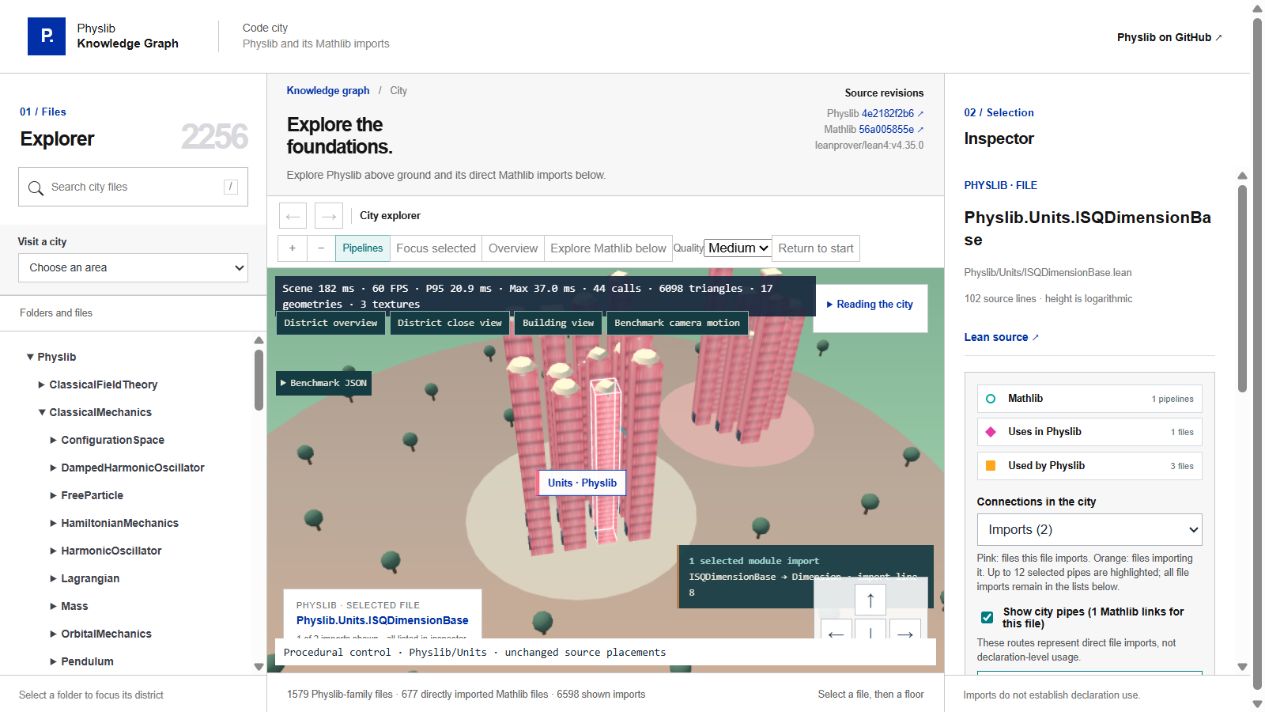 P.
Physlib
Knowledge Graph
Code city
Physlib and its Mathlib imports
Physlib on GitHub ↗
01 / Files
Explorer
2256
Search city files
/
Visit a city
Choose an area
Folders and files
▼ Physlib
▶ ClassicalFieldTheory
▼ ClassicalMechanics
▶ ConfigurationSpace
▶ DampedHarmonicOscillator
▶ FreeParticle
▶ HamiltonianMechanics
▶ HarmonicOscillator
▶ Lagrangian
▶ Mass
▶ OrbitalMechanics
▶ Pendulum
Select a folder to focus its district
Knowledge graph / City
Explore the
foundations.
Explore Physlib above ground and its direct Mathlib imports below.
Source revisions
Physlib 4e2182f2b6 ↗
Mathlib 56a005855e ↗
leanprover/lean4:v4.35.0
← → City explorer
+ − Pipelines Focus selected Overview Explore Mathlib below Quality Medium Return to start
Scene 182 ms · 60 FPS · P95 20.9 ms · Max 37.0 ms · 44 calls · 6098 triangles · 17
geometries · 3 textures
▶ Reading the city
District overview District close view Building view Benchmark camera motion
▶ Benchmark JSON
Units · Physlib
1 selected module import
ISQDimensionBase → Dimension · import line
8
PHYSLIB · SELECTED FILE
Physlib.Units.ISQDimensionBase
1 of 2 imports shown · all listed in inspector
↑
← ↓ →
Procedural control · Physlib/Units · unchanged source placements
1579 Physlib-family files · 677 directly imported Mathlib files · 6598 shown imports
Select a file, then a floor
02 / Selection
Inspector
PHYSLIB · FILE
Physlib.Units.ISQDimensionBa
se
Physlib/Units/ISQDimensionBase.lean
102 source lines · height is logarithmic
Lean source ↗
Mathlib 1 pipelines
Uses in Physlib 1 files
Used by Physlib 3 files
Connections in the city
Imports (2)
Pink: files this file imports. Orange: files importing
it. Up to 12 selected pipes are highlighted; all file
imports remain in the lists below.
Show city pipes (1 Mathlib links for
this file)
These routes represent direct file imports, not
declaration-level usage.
Imports do not establish declaration use.